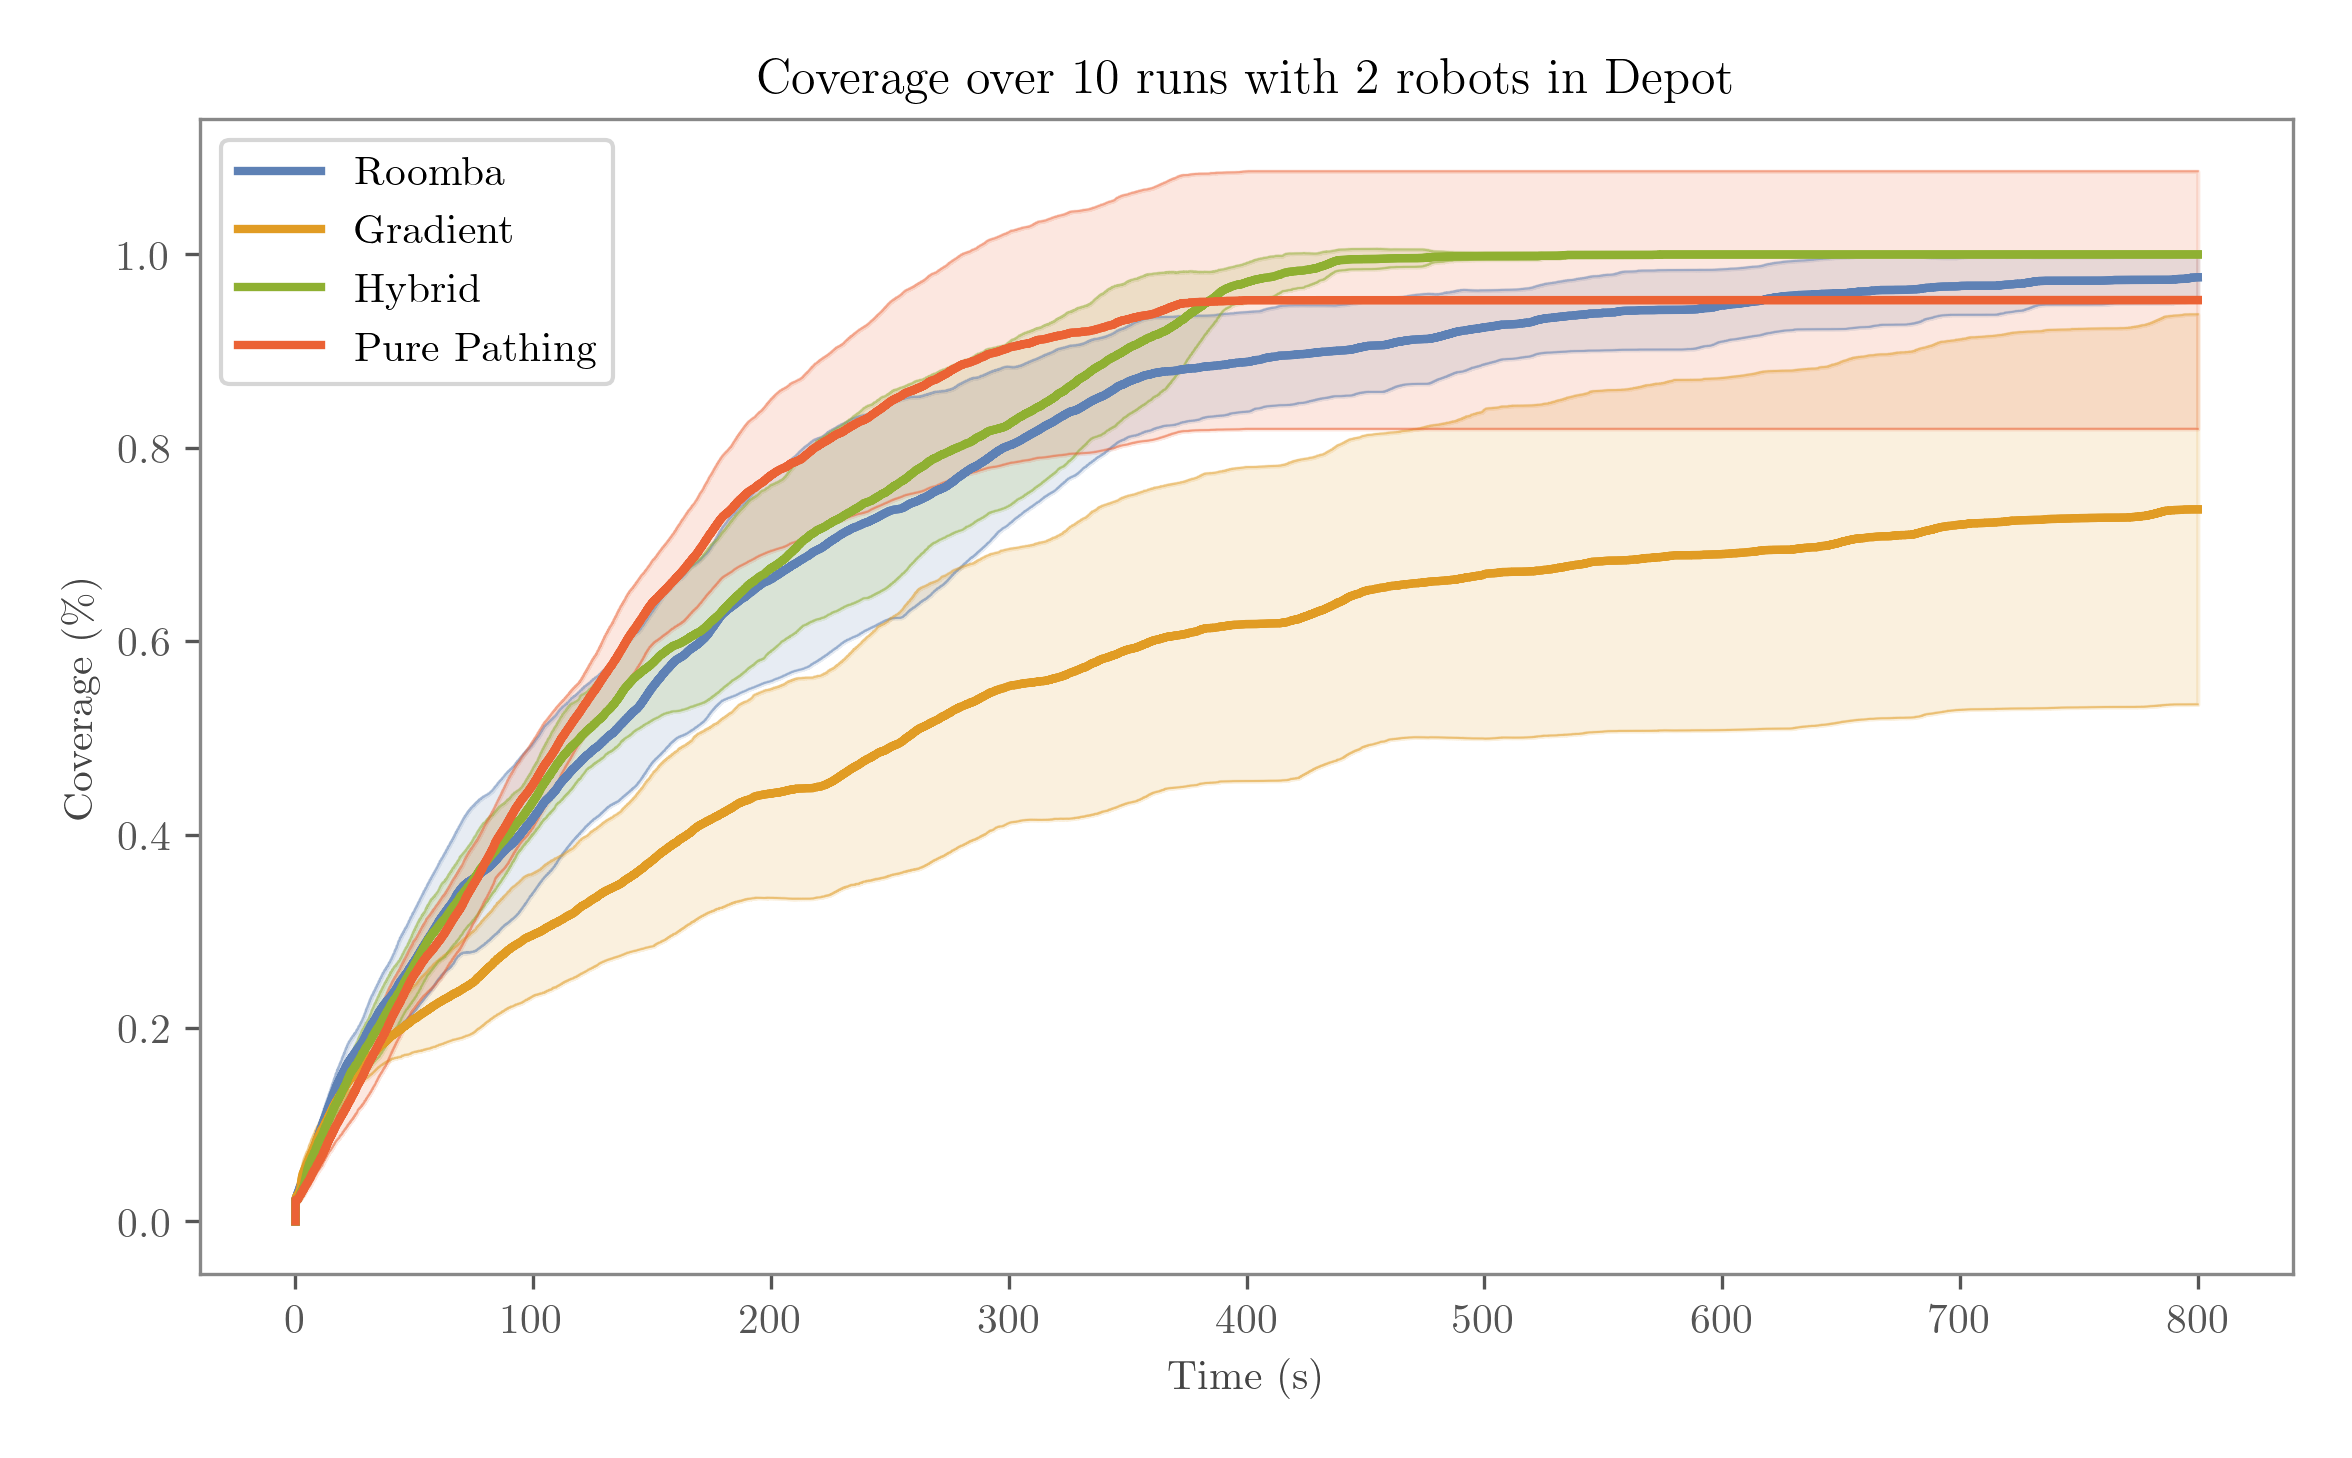 Coverage over 10 runs with 2 robots in Depot
Roomba
Gradient
Hybrid
Pure Pathing
Coverage (%)
1.0
0.8
0.6
0.4
0.2
0.0
0 100 200 300 400 500 600 700 800
Time (s)